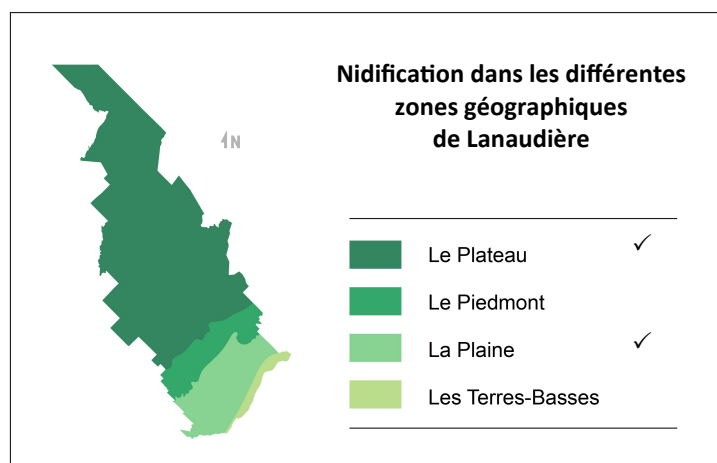 Nidification dans les différentes
zones géographiques
de Lanaudière
N
Le Plateau ✓
Le Piedmont
La Plaine ✓
Les Terres-Basses